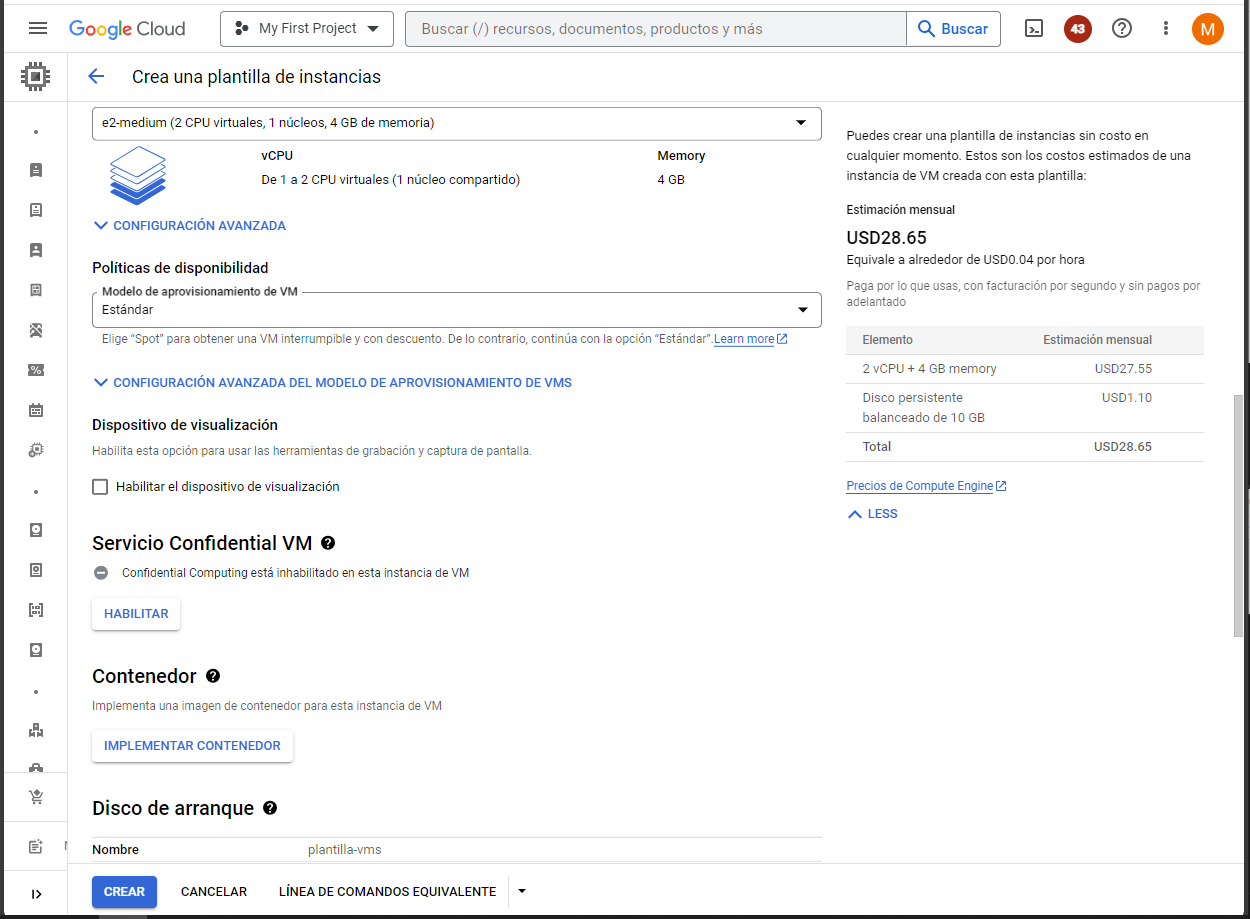 Google Cloud
My First Project
Buscar (/) recursos, documentos, productos y más
Buscar
43
M
Crea una plantilla de instancias
e2-medium (2 CPU virtuales, 1 núcleos, 4 GB de memoria)
vCPU
Memory
De 1 a 2 CPU virtuales (1 núcleo compartido)
4 GB
CONFIGURACIÓN AVANZADA
Políticas de disponibilidad
Modelo de aprovisionamiento de VM
Estándar
Elige “Spot” para obtener una VM interrumpible y con descuento. De lo contrario, continúa con la opción “Estándar”. Learn more
CONFIGURACIÓN AVANZADA DEL MODELO DE APROVISIONAMIENTO DE VMS
Dispositivo de visualización
Habilita esta opción para usar las herramientas de grabación y captura de pantalla.
Habilitar el dispositivo de visualización
Servicio Confidential VM
Confidential Computing está inhabilitado en esta instancia de VM
HABILITAR
Contenedor
Implementa una imagen de contenedor para esta instancia de VM
IMPLEMENTAR CONTENEDOR
Disco de arranque
Nombre
plantilla-vms
CREAR
CANCELAR
LÍNEA DE COMANDOS EQUIVALENTE
Puedes crear una plantilla de instancias sin costo en
cualquier momento. Estos son los costos estimados de una
instancia de VM creada con esta plantilla:
Estimación mensual
USD28.65
Equivale a alrededor de USD0.04 por hora
Paga por lo que usas, con facturación por segundo y sin pagos por
adelantado
Elemento
Estimación mensual
2 vCPU + 4 GB memory
USD27.55
Disco persistente
balanceado de 10 GB
USD1.10
Total
USD28.65
Precios de Compute Engine
LESS